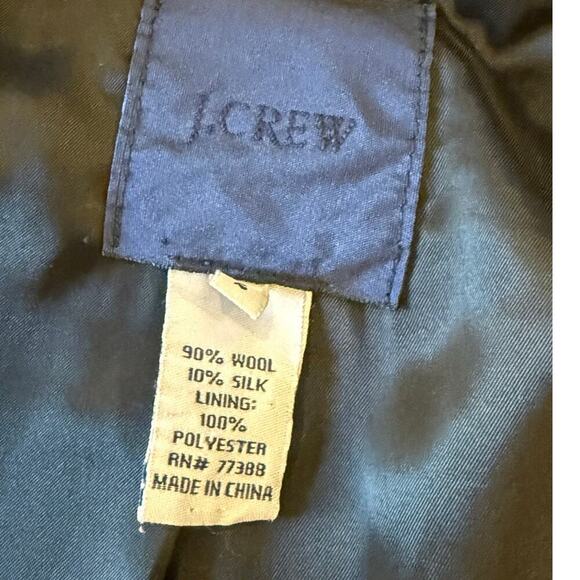 J.CREW
90% WOOL
10% SILK
LINING:
100%
POLYESTER
RN# 77388
MADE IN CHINA